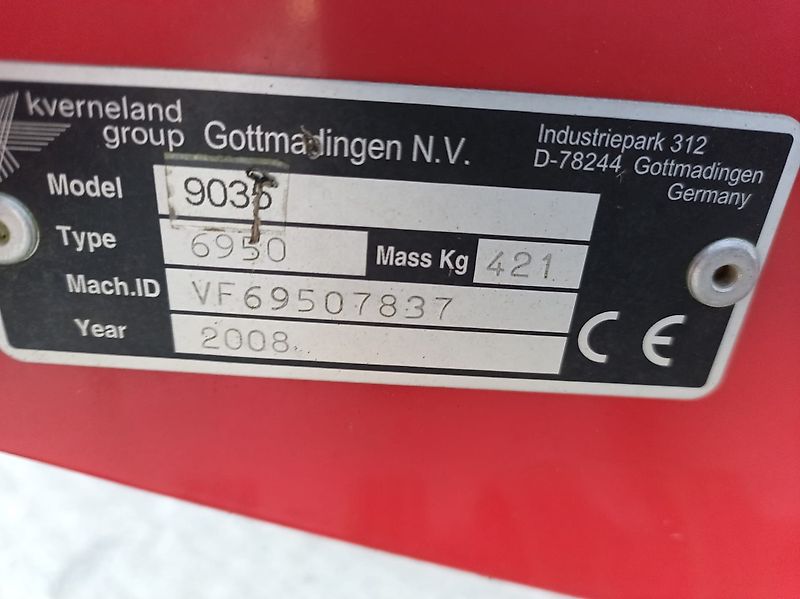 kverneland
group Gottmadingen N.V.
Industriepark 312
D-78244 Gottmadingen
Germany
Model 9035
Type 6950 Mass Kg 421
Mach.ID VF69507837
Year 2008
CE